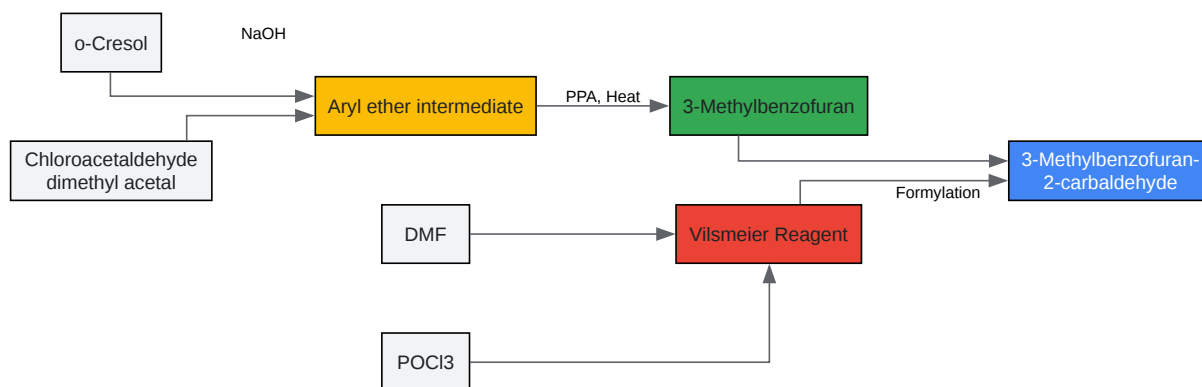 o-Cresol
NaOH
Aryl ether intermediate
PPA, Heat
3-Methylbenzofuran
Chloroacetaldehyde
dimethyl acetal
3-Methylbenzofuran-
2-carbaldehyde
Formylation
DMF
Vilsmeier Reagent
POCl3